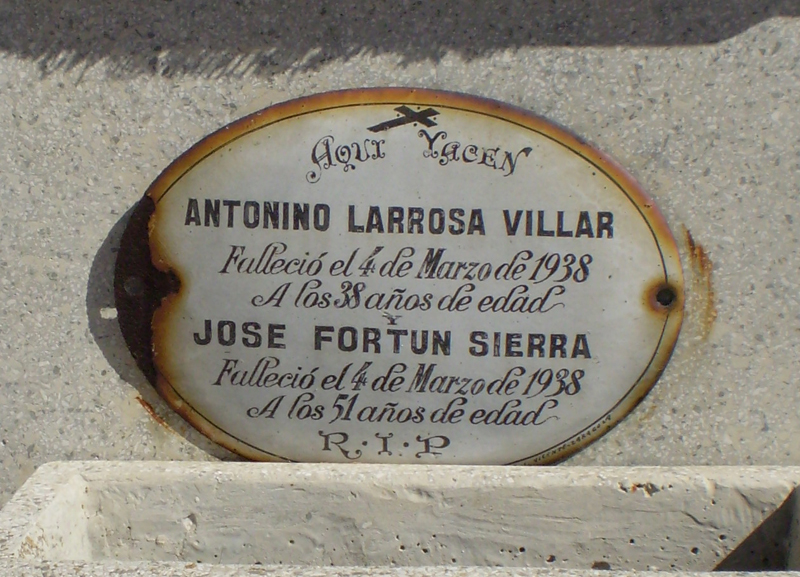 AQUI YACEN
ANTONINO LARROSA VILLAR
Falleció el 4 de Marzo de 1938
A los 38 años de edad
Y
JOSE FORTUN SIERRA
Falleció el 4 de Marzo de 1938
A los 51 años de edad
R·I·P